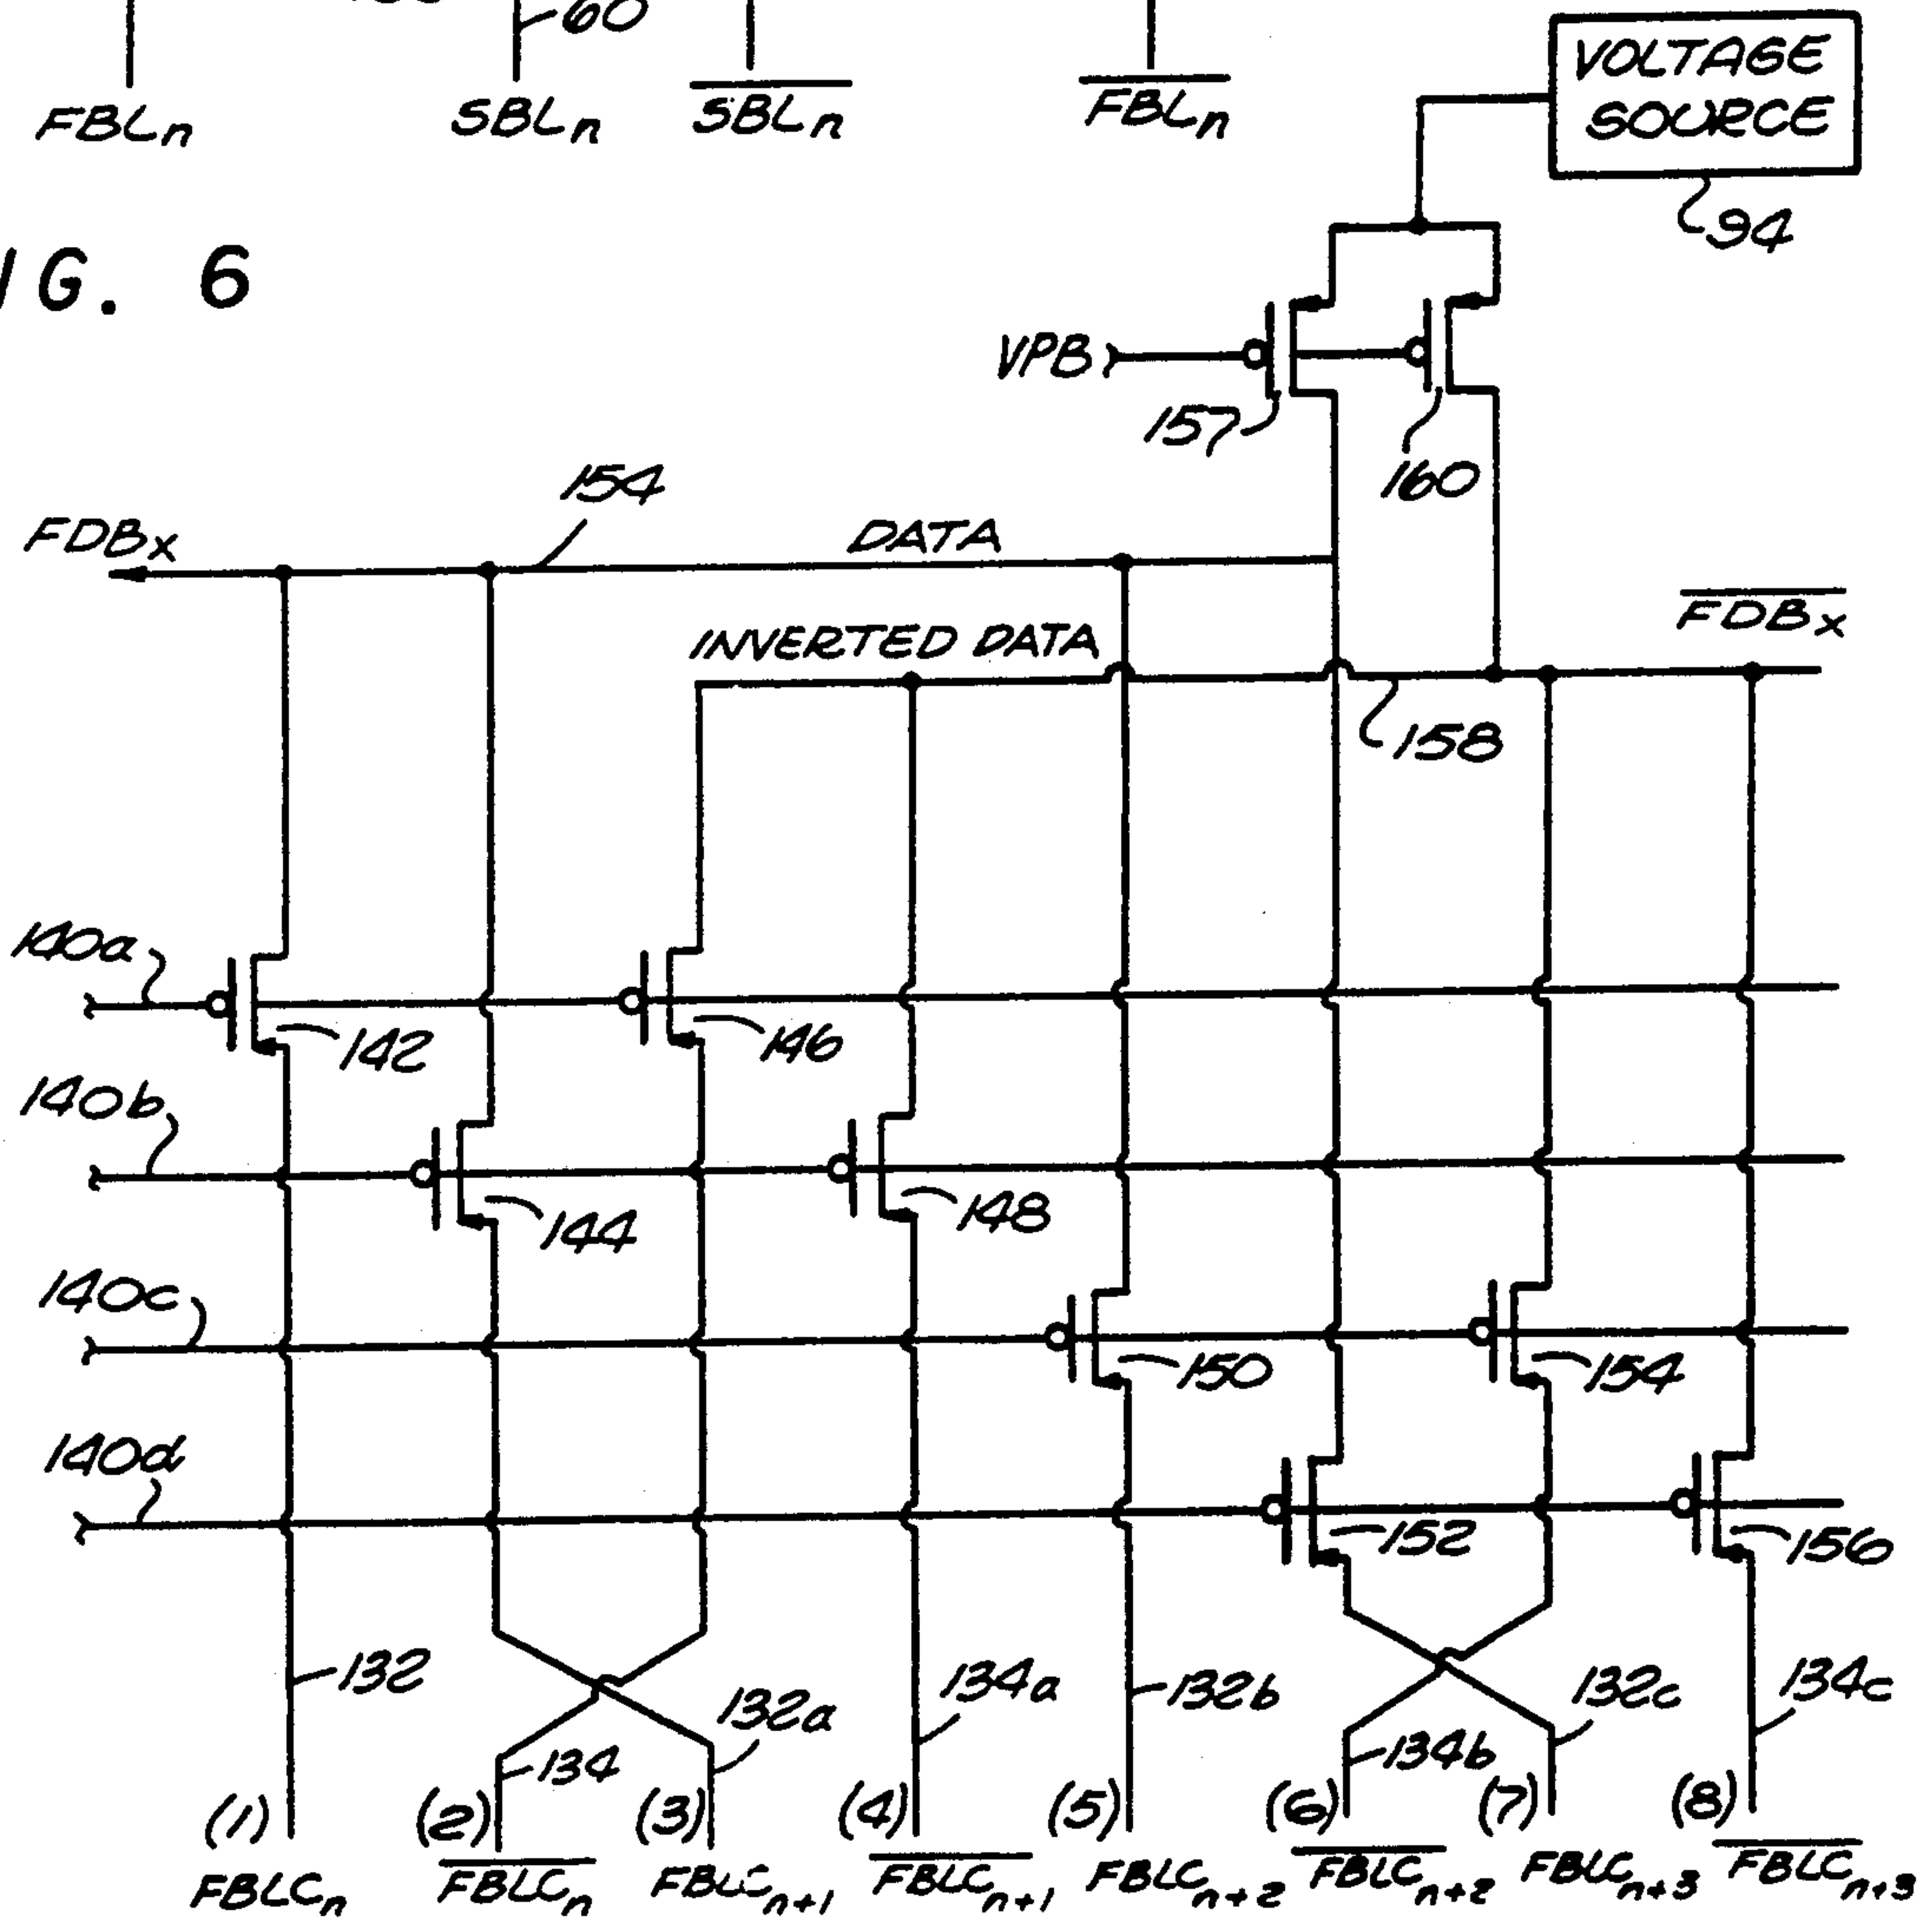 60
FBLn
SBLn
SBLn
FBLn
VOLTAGE
SOURCE
94
IG. 6
VPB
157
160
154
FDBx
DATA
FDBx
INVERTED DATA
158
140a
142
146
140b
144
148
140c
150
154
140d
152
156
132
132a
134a
132b
132c
134c
134
134b
(1)
(2)
(3)
(4)
(5)
(6)
(7)
(8)
FBLCn
FBLCn
FBLCn+1
FBLCn+1
FBLCn+2
FBLCn+2
FBLCn+3
FBLCn+3